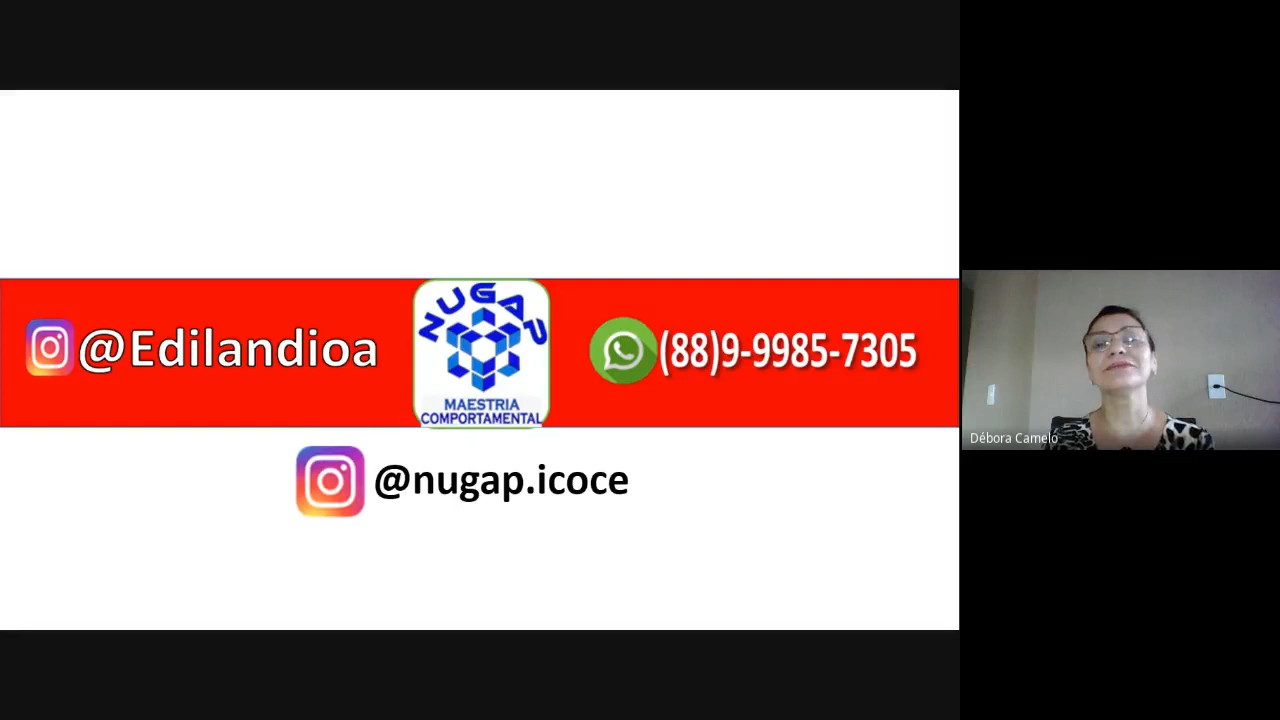 @Edilandioa
NUGAP
MAESTRIA
COMPORTAMENTAL
(88)9-9985-7305
@nugap.icoce
Débora Camelo